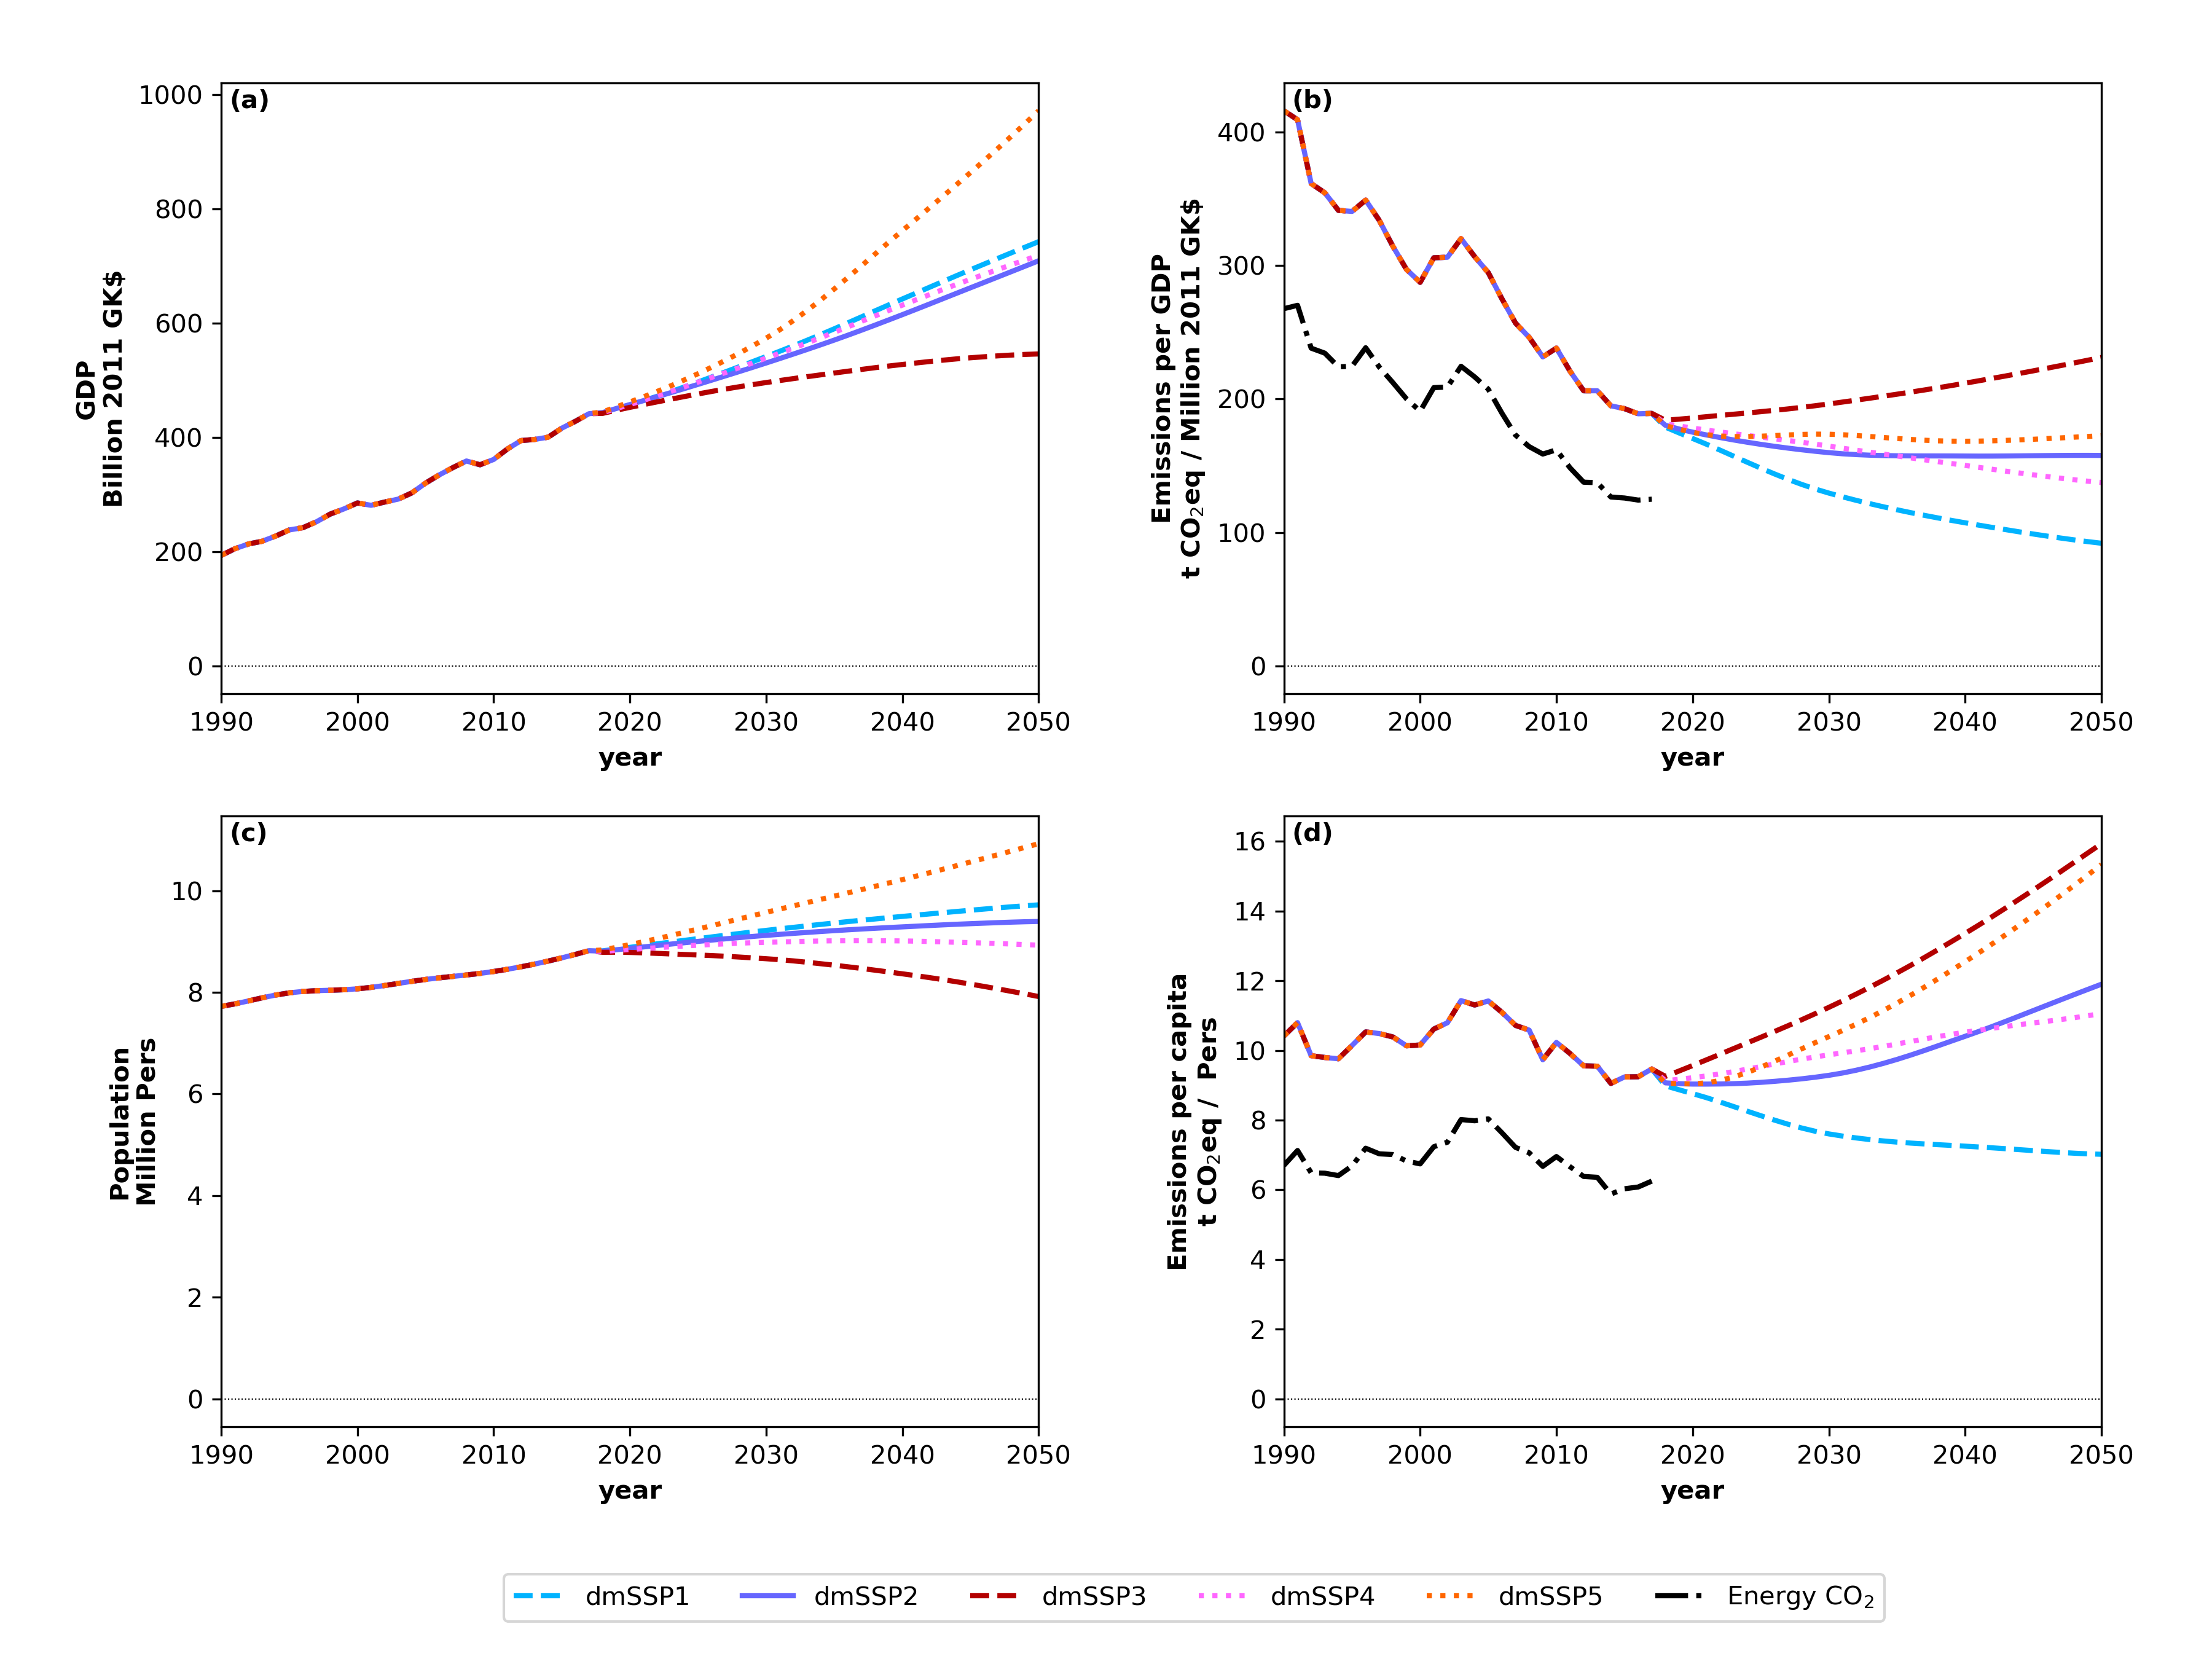 (a)
GDP
Billion 2011 GK$
1000
800
600
400
200
0
1990 2000 2010 2020 2030 2040 2050
year
(b)
Emissions per GDP
t CO₂eq / Million 2011 GK$
400
300
200
100
0
1990 2000 2010 2020 2030 2040 2050
year
(c)
Population
Million Pers
10
8
6
4
2
0
1990 2000 2010 2020 2030 2040 2050
year
(d)
Emissions per capita
t CO₂eq / Pers
16
14
12
10
8
6
4
2
0
1990 2000 2010 2020 2030 2040 2050
year
dmSSP1 dmSSP2 dmSSP3 dmSSP4 dmSSP5 Energy CO₂